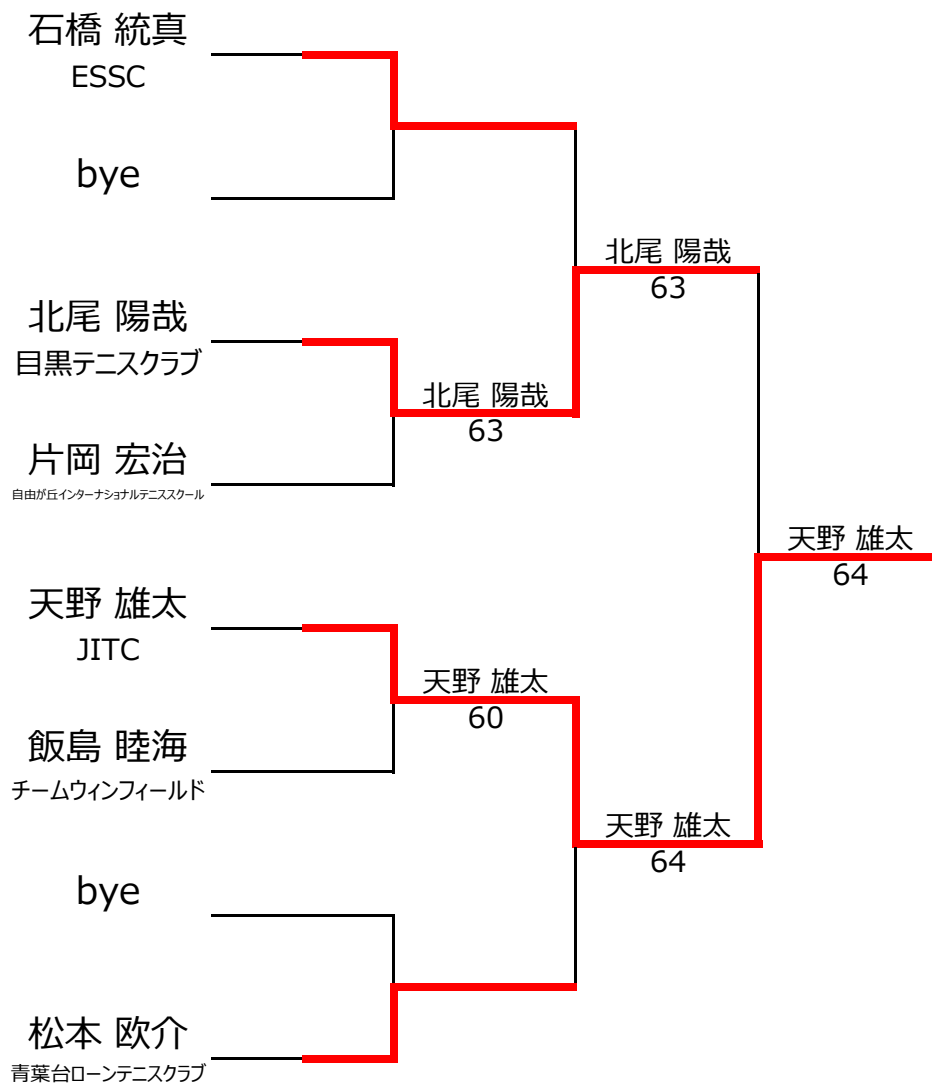 石橋 統真
ESSC
bye
北尾 陽哉
63
北尾 陽哉
目黒テニスクラブ
北尾 陽哉
63
片岡 宏治
自由が丘インターナショナルテニススクール
天野 雄太
64
天野 雄太
JITC
天野 雄太
60
飯島 睦海
チームウィンフィールド
天野 雄太
64
bye
松本 欧介
青葉台ローンテニスクラブ